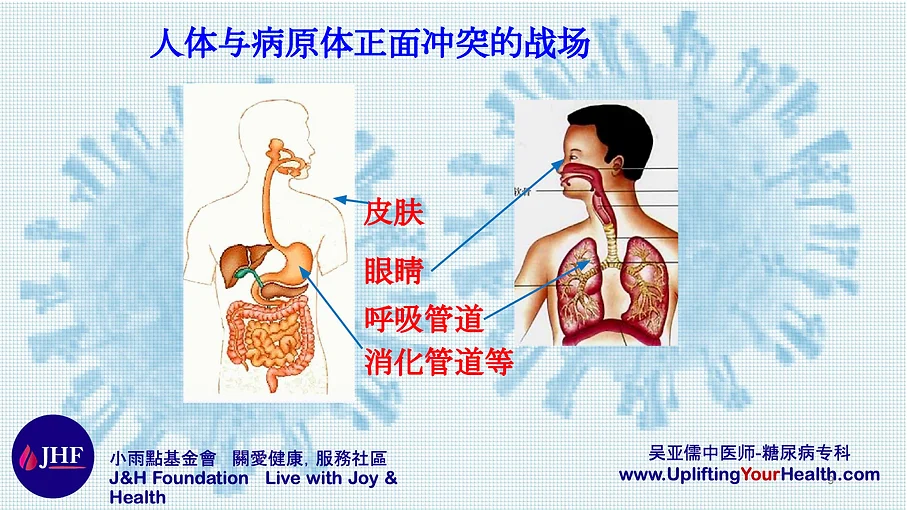 人体与病原体正面冲突的战场
皮肤
眼睛
呼吸管道
消化管道等
JHF
小雨點基金會 關愛健康, 服務社區
J&H Foundation Live with Joy &
Health
吴亚儒中医师-糖尿病专科
www.UpliftingYourHealth.com
9